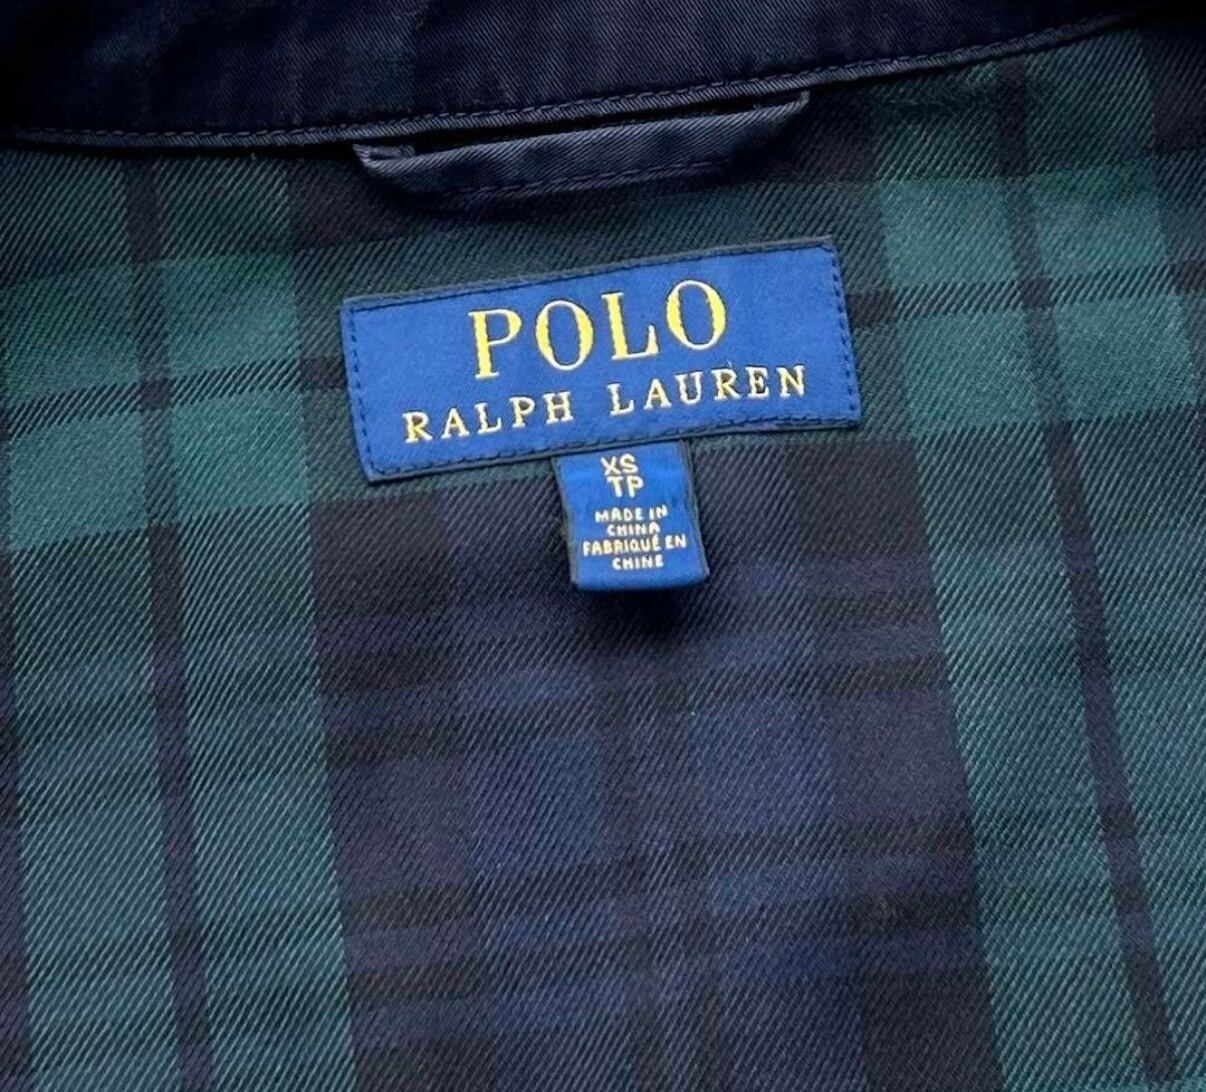 POLO
RALPH LAUREN
XS
TP
MADE IN
CHINA
FABRIQUÉ EN
CHINE